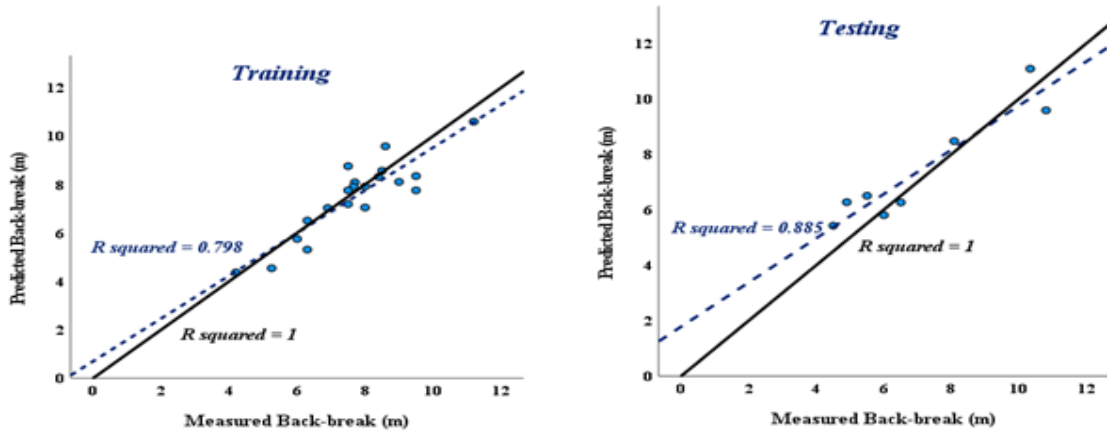 Training
Predicted Back-break (m)
12
10
8
6
4
2
0
R squared = 0.798
R squared = 1
0 2 4 6 8 10 12
Measured Back-break (m)
Testing
Predicted Back-break (m)
12
10
8
6
4
2
0
R squared = 0.885
R squared = 1
0 2 4 6 8 10 12
Measured Back-break (m)